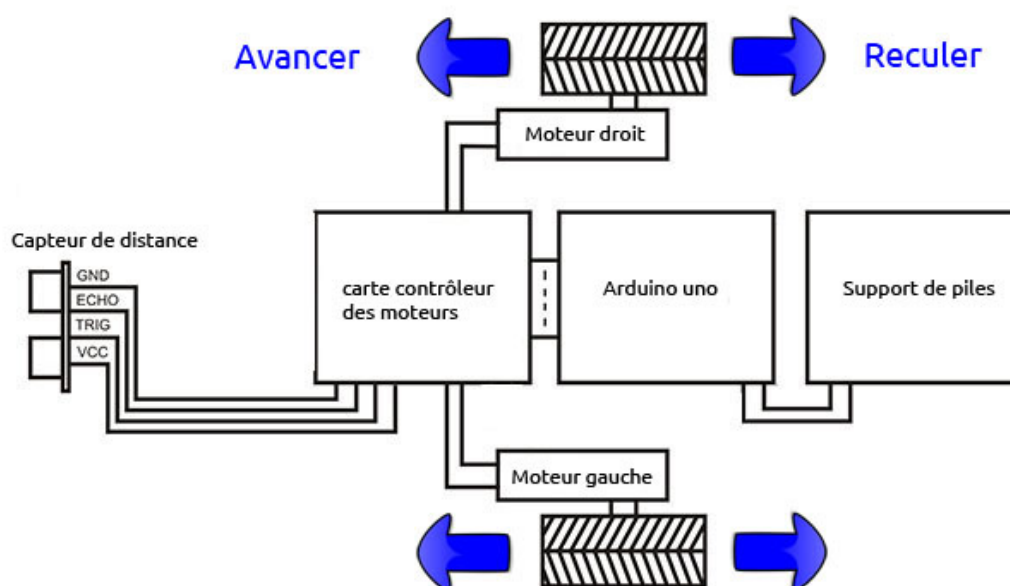 Avancer
Reculer
Moteur droit
Capteur de distance
GND
ECHO
TRIG
VCC
carte contrôleur
des moteurs
Arduino uno
Support de piles
Moteur gauche